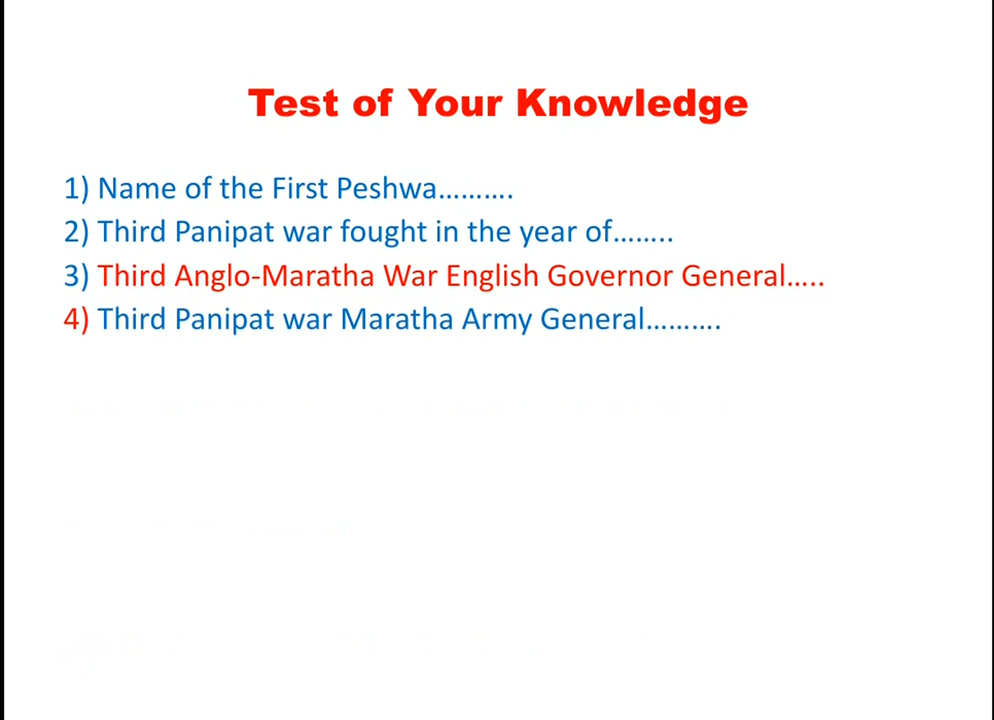 Test of Your Knowledge
1) Name of the First Peshwa..........
2) Third Panipat war fought in the year of........
3) Third Anglo-Maratha War English Governor General.....
4) Third Panipat war Maratha Army General..........